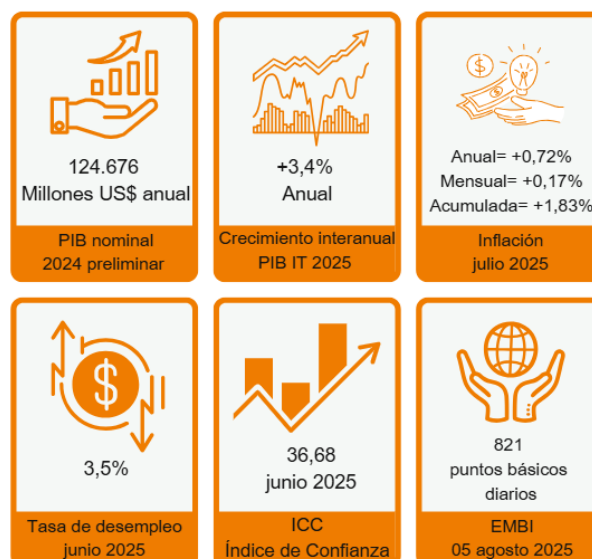 124.676
Millones US$ anual
PIB nominal
2024 preliminar
+3,4%
Anual
Crecimiento interanual
PIB IT 2025
$
Anual= +0,72%
Mensual= +0,17%
Acumulada= +1,83%
Inflación
julio 2025
$
3,5%
Tasa de desempleo
junio 2025
36,68
junio 2025
ICC
Índice de Confianza
821
puntos básicos
diarios
EMBI
05 agosto 2025